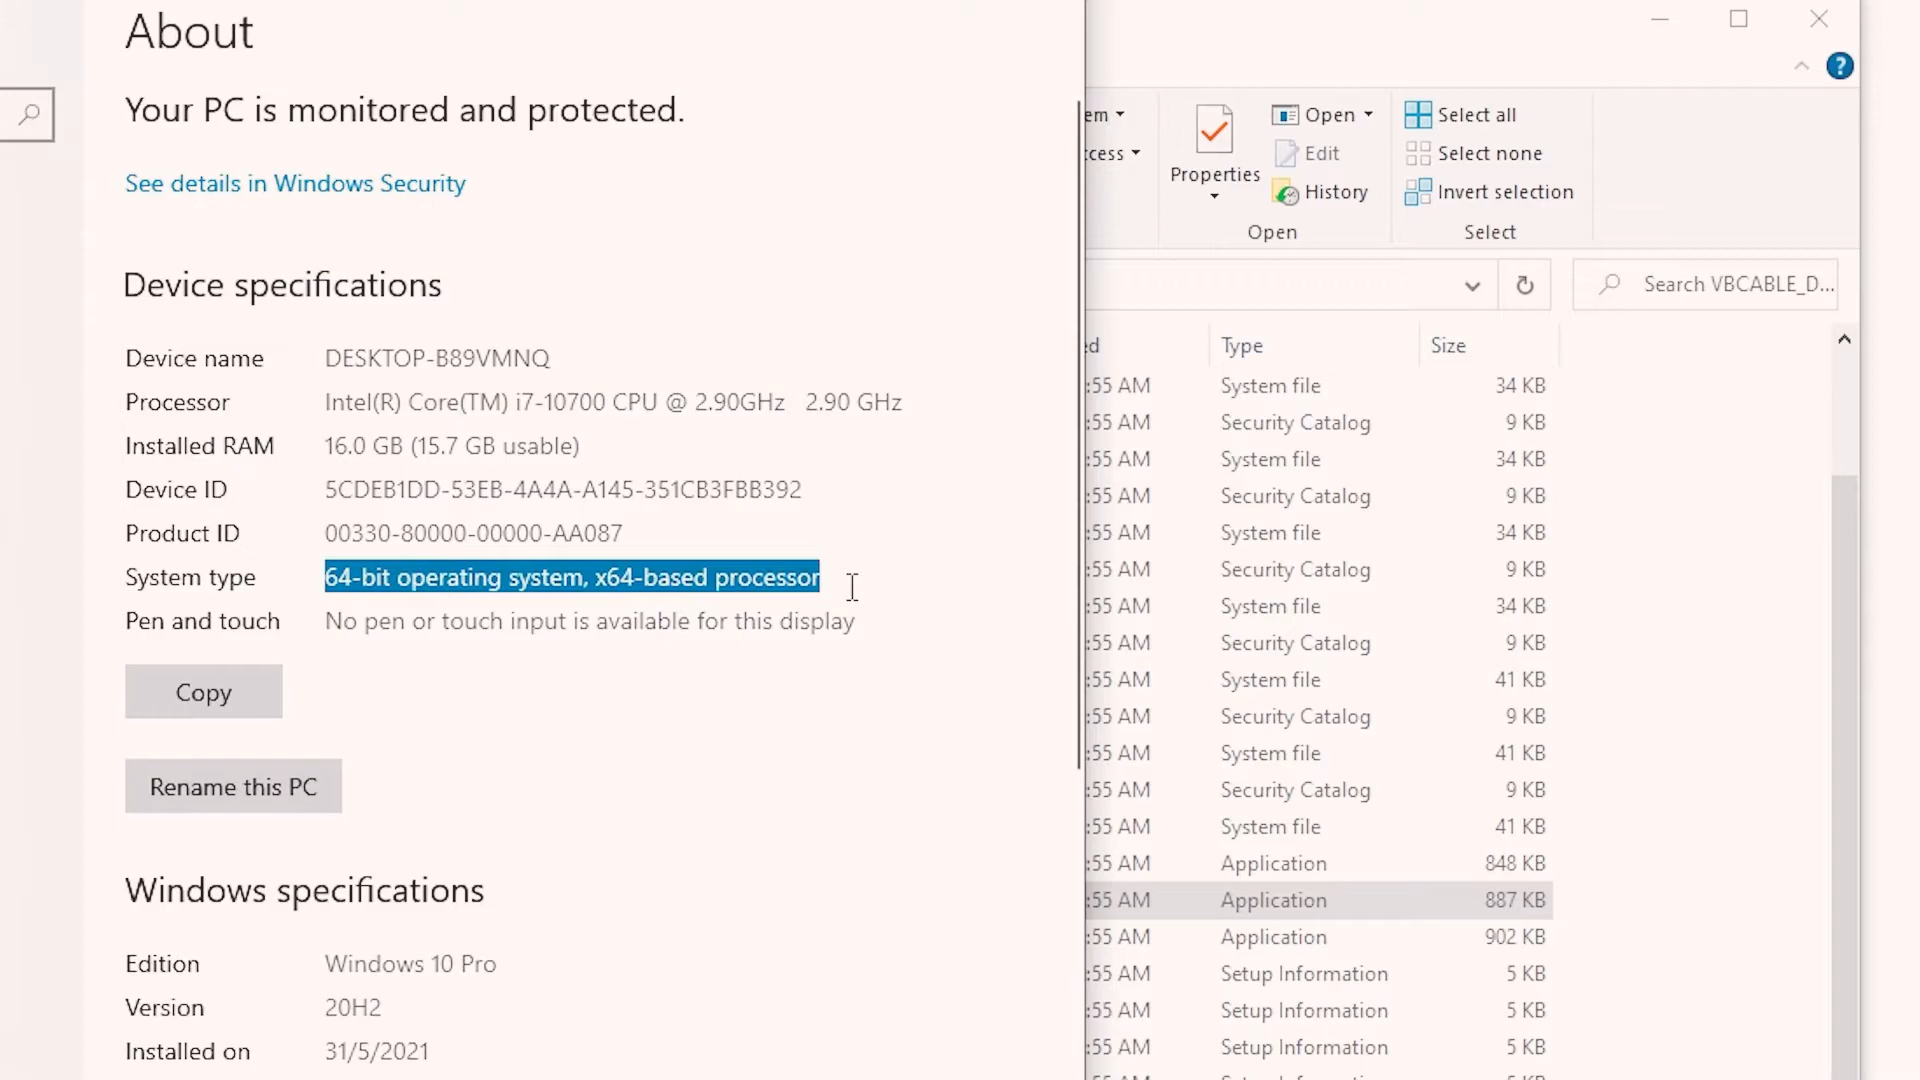 About
Your PC is monitored and protected.
See details in Windows Security
Device specifications
Device name DESKTOP-B89VMNQ
Processor Intel(R) Core(TM) i7-10700 CPU @ 2.90GHz 2.90 GHz
Installed RAM 16.0 GB (15.7 GB usable)
Device ID 5CDEB1DD-53EB-4A4A-A145-351CB3FBB392
Product ID 00330-80000-00000-AA087
System type 64-bit operating system, x64-based processor
Pen and touch No pen or touch input is available for this display
Copy
Rename this PC
Windows specifications
Edition Windows 10 Pro
Version 20H2
Installed on 31/5/2021
?
em
cess
Properties
Open
Edit
History
Open
Select all
Select none
Invert selection
Select
Search VBCABLE_D...
ed Type Size
:55 AM System file 34 KB
:55 AM Security Catalog 9 KB
:55 AM System file 34 KB
:55 AM Security Catalog 9 KB
:55 AM System file 34 KB
:55 AM Security Catalog 9 KB
:55 AM System file 34 KB
:55 AM Security Catalog 9 KB
:55 AM System file 41 KB
:55 AM Security Catalog 9 KB
:55 AM System file 41 KB
:55 AM Security Catalog 9 KB
:55 AM System file 41 KB
:55 AM Application 848 KB
:55 AM Application 887 KB
:55 AM Application 902 KB
:55 AM Setup Information 5 KB
:55 AM Setup Information 5 KB
:55 AM Setup Information 5 KB